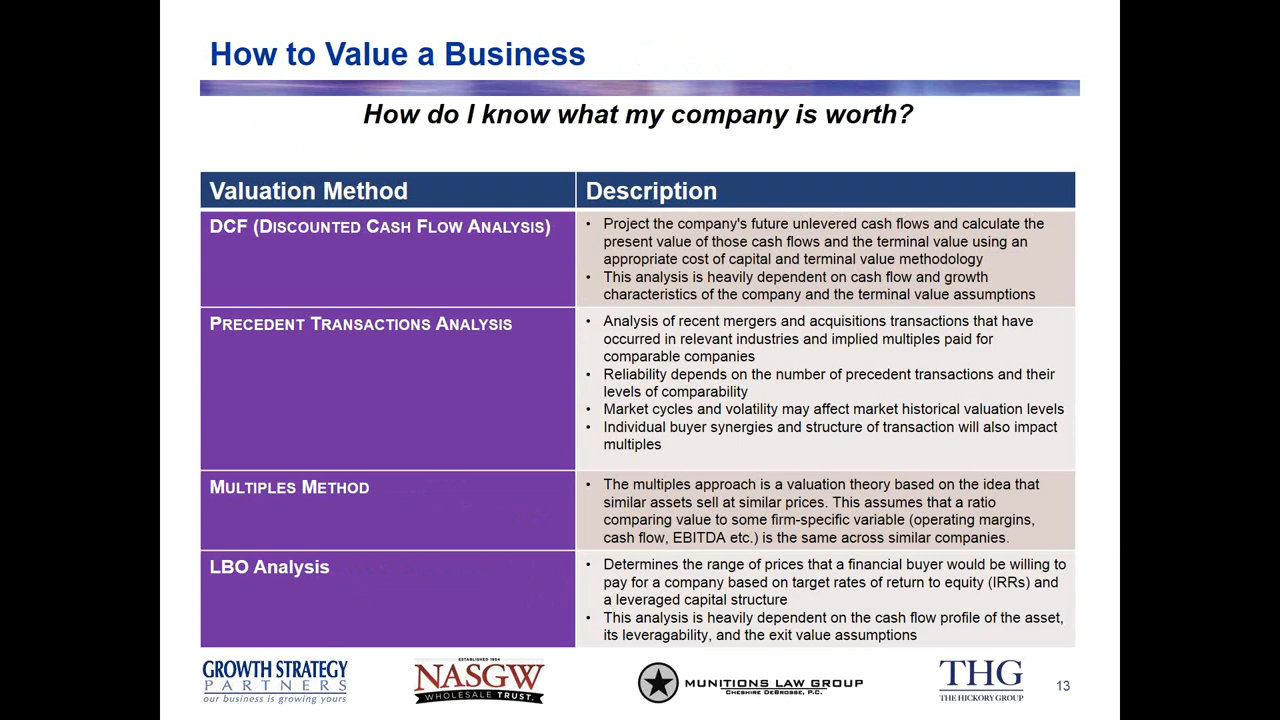 How to Value a Business
How do I know what my company is worth?
Valuation Method
Description
DCF (DISCOUNTED CASH FLOW ANALYSIS)
• Project the company's future unlevered cash flows and calculate the
present value of those cash flows and the terminal value using an
appropriate cost of capital and terminal value methodology
• This analysis is heavily dependent on cash flow and growth
characteristics of the company and the terminal value assumptions
PRECEDENT TRANSACTIONS ANALYSIS
• Analysis of recent mergers and acquisitions transactions that have
occurred in relevant industries and implied multiples paid for
comparable companies
• Reliability depends on the number of precedent transactions and their
levels of comparability
• Market cycles and volatility may affect market historical valuation levels
• Individual buyer synergies and structure of transaction will also impact
multiples
MULTIPLES METHOD
• The multiples approach is a valuation theory based on the idea that
similar assets sell at similar prices. This assumes that a ratio
comparing value to some firm-specific variable (operating margins,
cash flow, EBITDA etc.) is the same across similar companies.
LBO Analysis
• Determines the range of prices that a financial buyer would be willing to
pay for a company based on target rates of return to equity (IRRs) and
a leveraged capital structure
• This analysis is heavily dependent on the cash flow profile of the asset,
its leveragability, and the exit value assumptions
GROWTH STRATEGY
PARTNERS
our business is growing yours
ESTABLISHED 1954
NASGW
WHOLESALE TRUST.
MUNITIONS LAW GROUP
CHESHIRE DEBROSSE, P.C.
THG
THE HICKORY GROUP
13